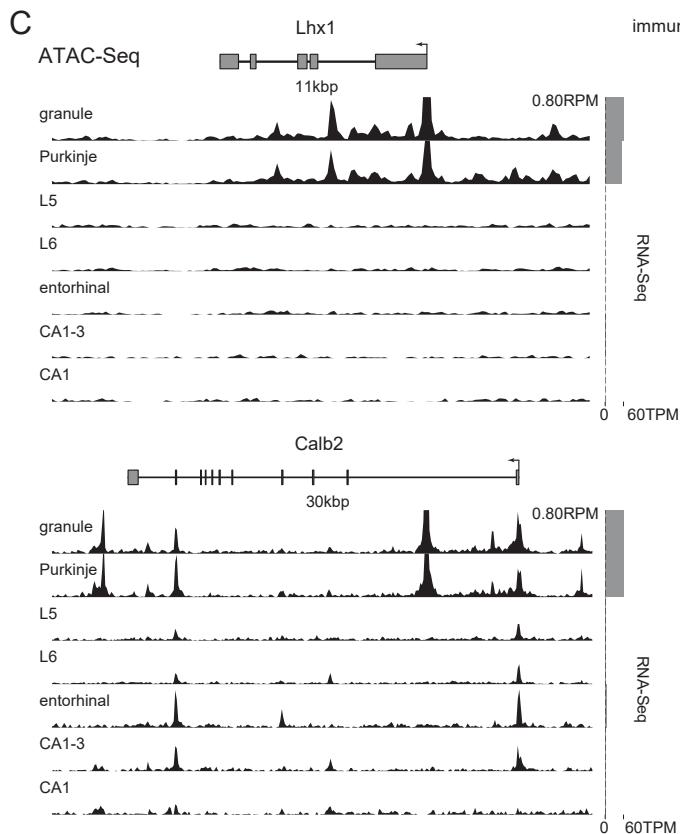 C
Lhx1
immur
ATAC-Seq
11kbp
0.80RPM
granule
Purkinje
L5
L6
entorhinal
CA1-3
CA1
RNA-Seq
0 60TPM
Calb2
30kbp
0.80RPM
granule
Purkinje
L5
L6
entorhinal
CA1-3
CA1
RNA-Seq
0 60TPM